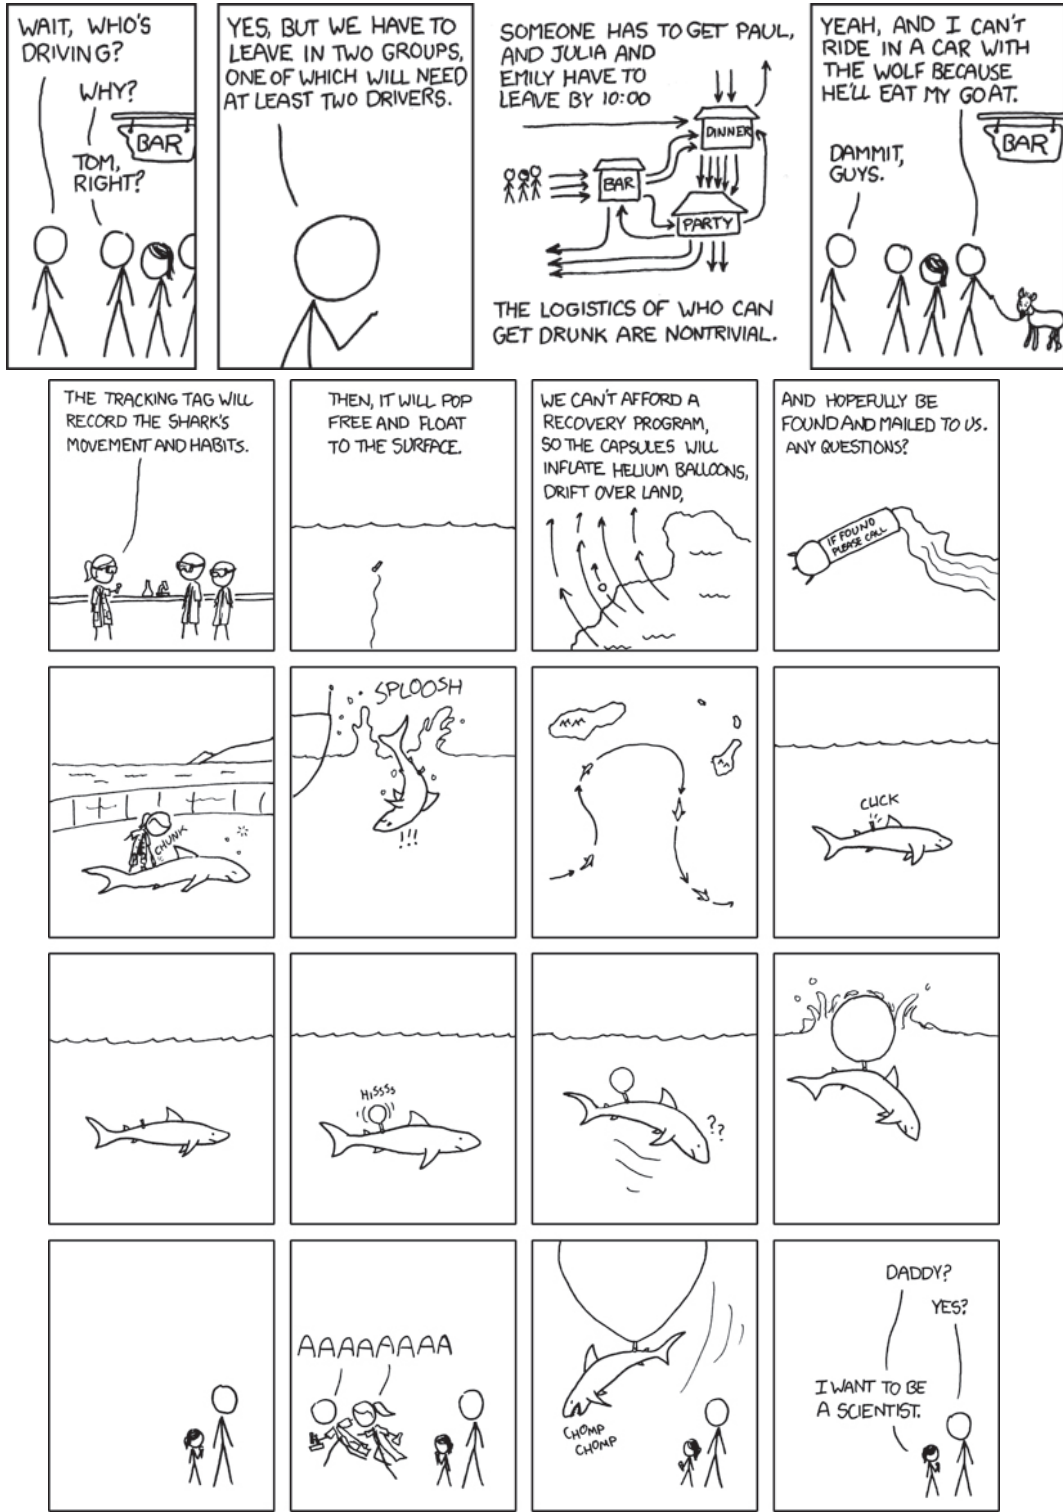 WAIT, WHO'S
DRIVING?
WHY?
TOM,
RIGHT?
BAR
YES, BUT WE HAVE TO
LEAVE IN TWO GROUPS,
ONE OF WHICH WILL NEED
AT LEAST TWO DRIVERS.
SOMEONE HAS TO GET PAUL,
AND JULIA AND
EMILY HAVE TO
LEAVE BY 10:00
DINNER
BAR
PARTY
THE LOGISTICS OF WHO CAN
GET DRUNK ARE NONTRIVIAL.
YEAH, AND I CAN'T
RIDE IN A CAR WITH
THE WOLF BECAUSE
HE'LL EAT MY GOAT.
BAR
DAMMIT,
GUYS.
THE TRACKING TAG WILL
RECORD THE SHARK'S
MOVEMENT AND HABITS.
THEN, IT WILL POP
FREE AND FLOAT
TO THE SURFACE.
WE CAN'T AFFORD A
RECOVERY PROGRAM,
SO THE CAPSULES WILL
INFLATE HELIUM BALLOONS,
DRIFT OVER LAND,
AND HOPEFULLY BE
FOUND AND MAILED TO US.
ANY QUESTIONS?
IF FOUND
PLEASE CALL
CHUNK
SPLOOSH
!!!
CLICK
HISSSS
??
AAAAAAAA
CHOMP
CHOMP
DADDY?
YES?
I WANT TO BE
A SCIENTIST.